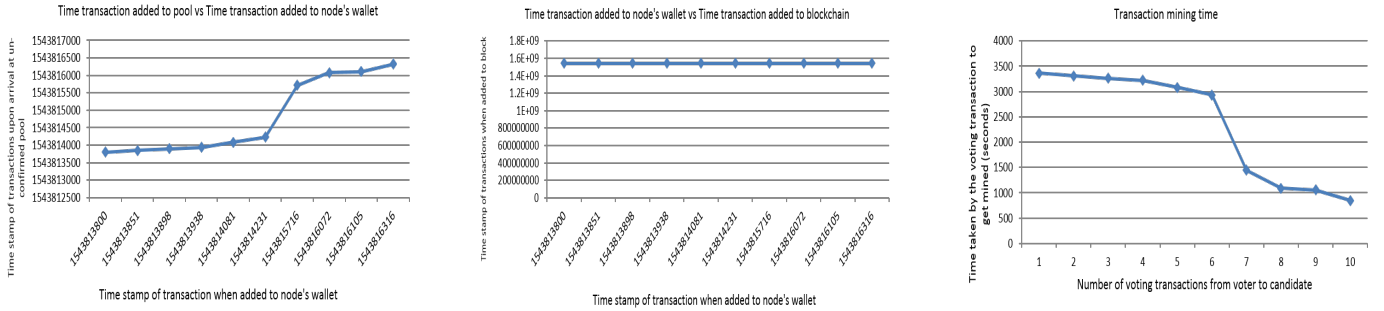 Time transaction added to pool vs Time transaction added to node's wallet
Time stamp of transactions upon arrival at un-
confirmed pool
1543817000
1543816500
1543816000
1543815500
1543815000
1543814500
1543814000
1543813500
1543813000
1543812500
1543813800
1543813851
1543813898
1543813938
1543814081
1543814231
1543815716
1543816072
1543816105
1543816316
Time stamp of transaction when added to node's wallet
Time transaction added to node's wallet vs Time transaction added to blockchain
Time stamp of transactions when added to block
1.8E+09
1.6E+09
1.4E+09
1.2E+09
1E+09
800000000
600000000
400000000
200000000
0
1543813800
1543813851
1543813898
1543813938
1543814081
1543814231
1543815716
1543816072
1543816105
1543816316
Time stamp of transaction when added to node's wallet
Transaction mining time
Time taken by the voting transaction to
get mined (seconds)
4000
3500
3000
2500
2000
1500
1000
500
0
1 2 3 4 5 6 7 8 9 10
Number of voting transactions from voter to candidate